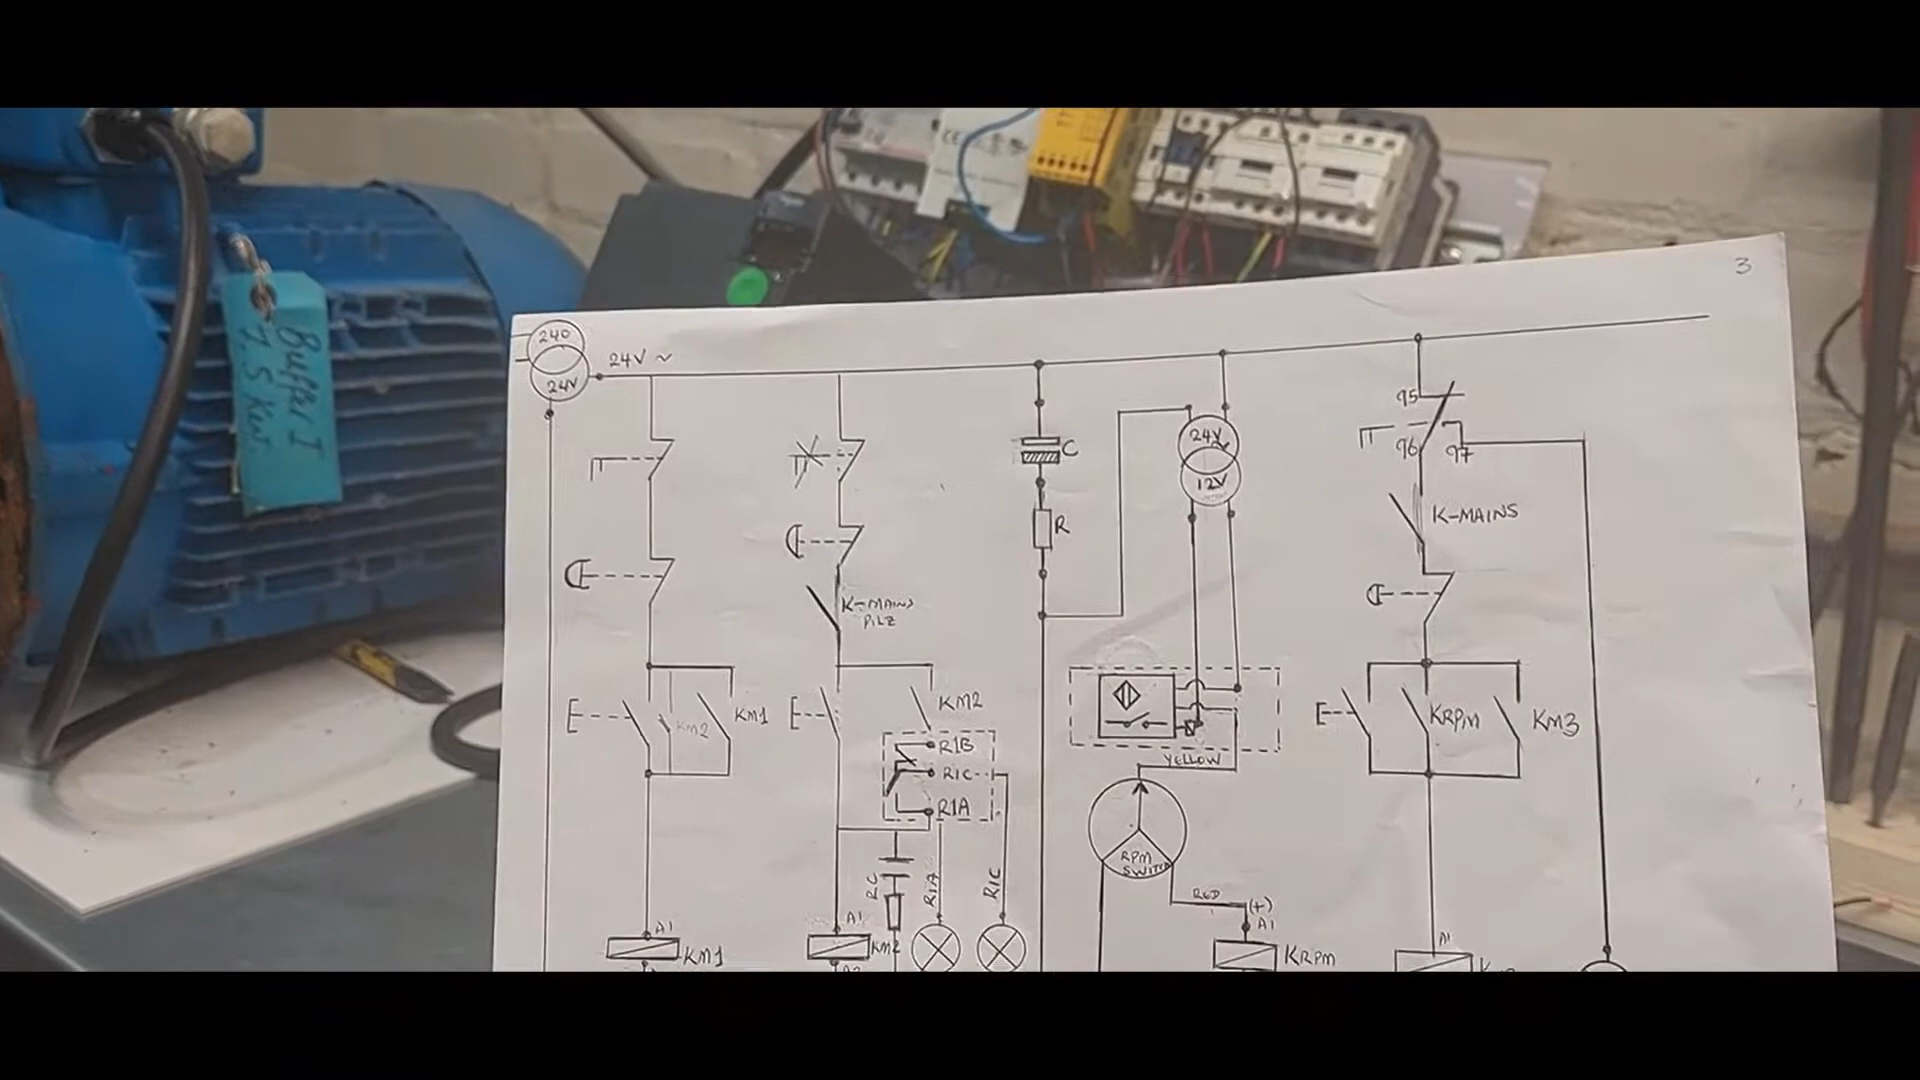 Buffer I
7.5 Kw
3
240
24V
24V ~
95
96
97
24V
12V
C
R
K-MAINS
K-MAINS
PILZ
KM2
KM1
KM2
KRPM
KM3
R1B
R1C
R1A
YELLOW
RPM
SWITCH
RED
(+)
A1
RC
R1A
R1C
A1
KM1
A1
KM2
KRPM
A1